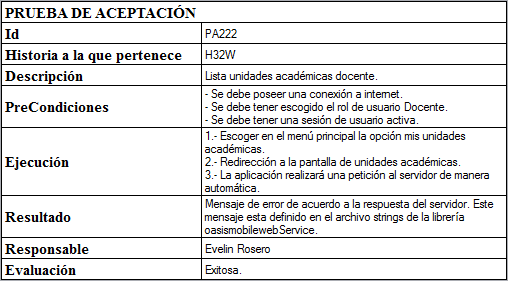 PRUEBA DE ACEPTACIÓN
Id PA222
Historia a la que pertenece H32W
Descripción Lista unidades académicas docente.
PreCondiciones
- Se debe poseer una conexión a internet.
- Se debe tener escogido el rol de usuario Docente.
- Se debe tener una sesión de usuario activa.
Ejecución
1.- Escoger en el menú principal la opción mis unidades
académicas.
2.- Redirección a la pantalla de unidades académicas.
3.- La aplicación realizará una petición al servidor de manera
automática.
Resultado
Mensaje de error de acuerdo a la respuesta del servidor. Este
mensaje esta definido en el archivo strings de la librería
oasismobilewebService.
Responsable Evelin Rosero
Evaluación Exitosa.